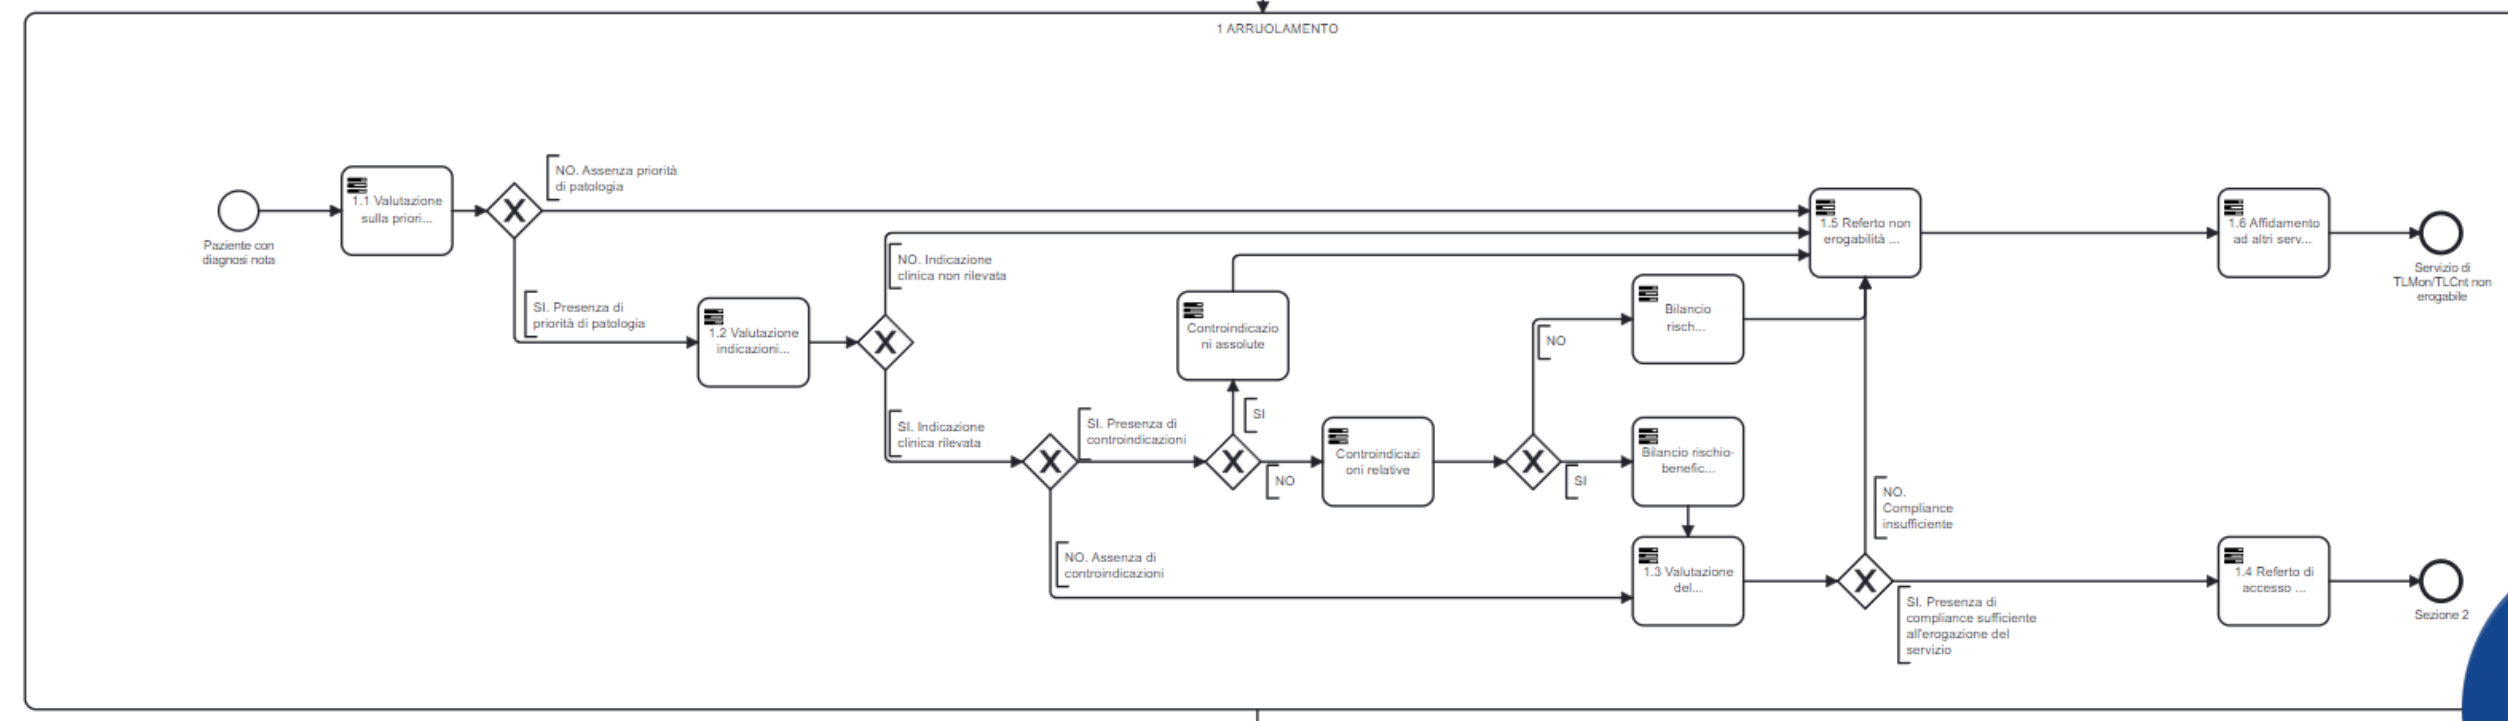 1 ARRUOLAMENTO
Paziente con
diagnosi nota
1.1 Valutazione
sulla priori...
NO. Assenza priorità
di patologia
SI. Presenza di
priorità di patologia
1.2 Valutazione
indicazioni...
NO. Indicazione
clinica non rilevata
SI. Indicazione
clinica rilevata
SI. Presenza di
controindicazioni
NO. Assenza di
controindicazioni
Controindicazio
ni assolute
SI
NO
Controindicazi
oni relative
NO
SI
Bilancio
risch...
Bilancio rischio-
benefic...
1.3 Valutazione
del...
1.5 Referto non
erogabilità ...
NO.
Compliance
insufficiente
SI. Presenza di
compliance sufficiente
all'erogazione del
servizio
1.6 Affidamento
ad altri serv...
Servizio di
TLMon/TLCnt non
erogabile
1.4 Referto di
accesso ...
Sezione 2